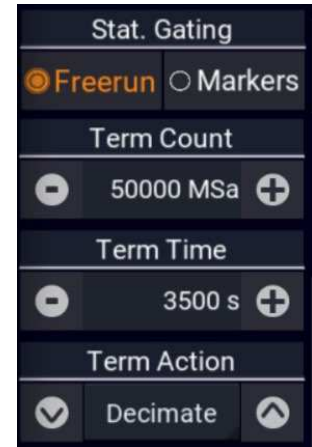 Stat. Gating
Freerun Markers
Term Count
50000 MSa
Term Time
3500 s
Term Action
Decimate